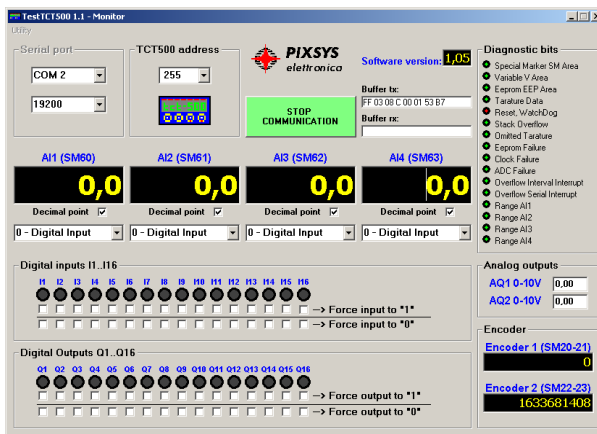 TestTCT500 1.1 - Monitor
Utility
Serial port
COM 2
19200
TCT500 address
255
PIXSYS
elettronica
Software version: 1,05
Buffer tx:
FF 03 08 C 00 01 53 B7
Buffer rx:
STOP
COMMUNICATION
Diagnostic bits
Special Marker SM Area
Variable V Area
Eeprom EEP Area
Tarature Data
Reset, WatchDog
Stack Overflow
Omitted Tarature
Eeprom Failure
Clock Failure
ADC Failure
Overflow Interval Interrupt
Overflow Serial Interrupt
Range AI1
Range AI2
Range AI3
Range AI4
AI1 (SM60) AI2 (SM61) AI3 (SM62) AI4 (SM63)
0,0 0,0 0,0 0,0
Decimal point Decimal point Decimal point Decimal point
0 - Digital Input 0 - Digital Input 0 - Digital Input 0 - Digital Input
Digital inputs I1..I16
I1 I2 I3 I4 I5 I6 I7 I8 I9 I10 I11 I12 I13 I14 I15 I16
--> Force input to "1"
--> Force input to "0"
Analog outputs
AQ1 0-10V 0,00
AQ2 0-10V 0,00
Digital Outputs Q1..Q16
Q1 Q2 Q3 Q4 Q5 Q6 Q7 Q8 Q9 Q10 Q11 Q12 Q13 Q14 Q15 Q16
--> Force output to "1"
--> Force output to "0"
Encoder
Encoder 1 (SM20-21)
0
Encoder 2 (SM22-23)
1633681408